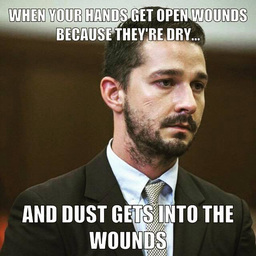 WHEN YOUR HANDS GET OPEN WOUNDS
BECAUSE THEY'RE DRY...
AND DUST GETS INTO THE
WOUNDS